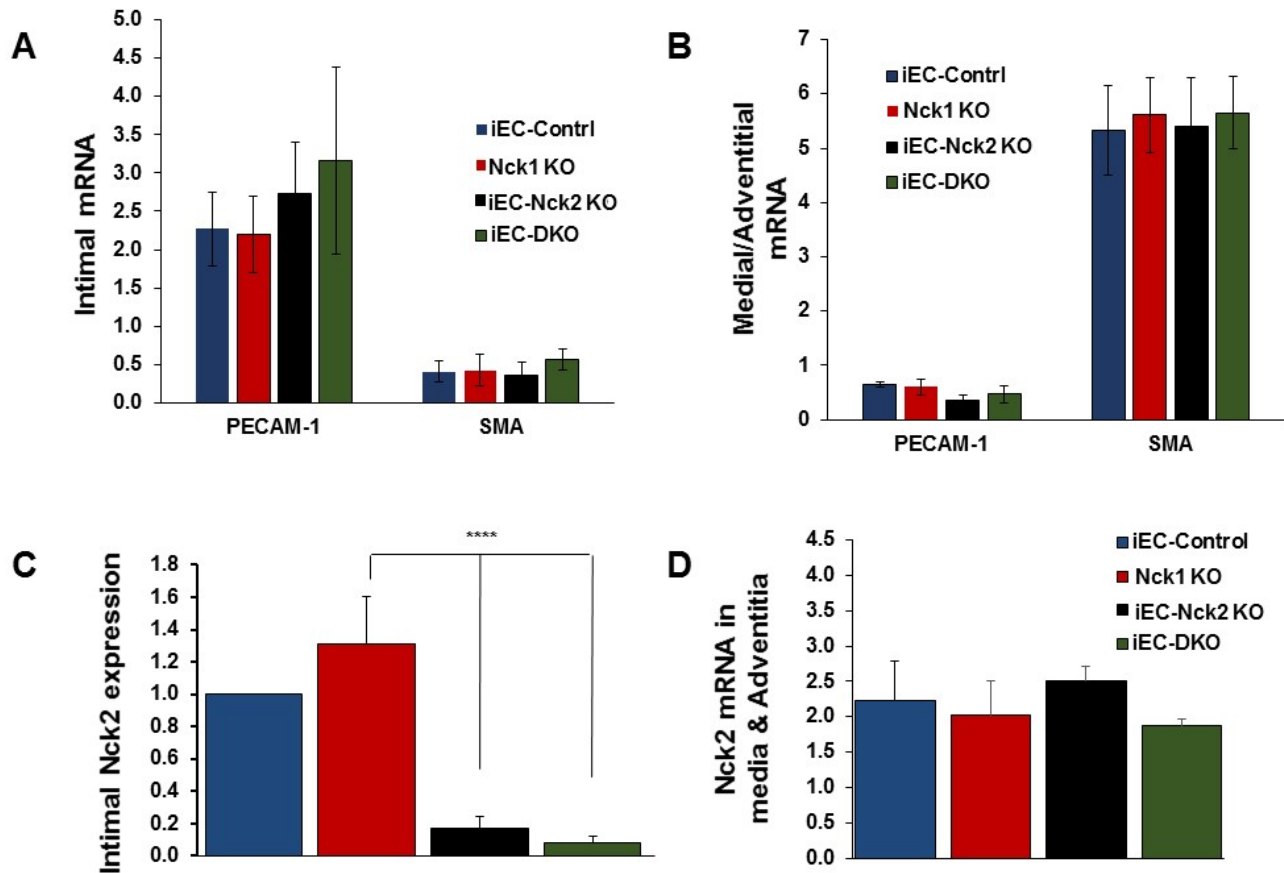 A
Intimal mRNA
5.0
4.5
4.0
3.5
3.0
2.5
2.0
1.5
1.0
0.5
0.0
iEC-Contrl
Nck1 KO
iEC-Nck2 KO
iEC-DKO
PECAM-1 SMA
B
Medial/Adventitial
mRNA
7
6
5
4
3
2
1
0
iEC-Contrl
Nck1 KO
iEC-Nck2 KO
iEC-DKO
PECAM-1 SMA
C
Intimal Nck2 expression
1.8
1.6
1.4
1.2
1.0
0.8
0.6
0.4
0.2
0.0
****
D
Nck2 mRNA in
media & Adventitia
4.5
4.0
3.5
3.0
2.5
2.0
1.5
1.0
0.5
0.0
iEC-Control
Nck1 KO
iEC-Nck2 KO
iEC-DKO